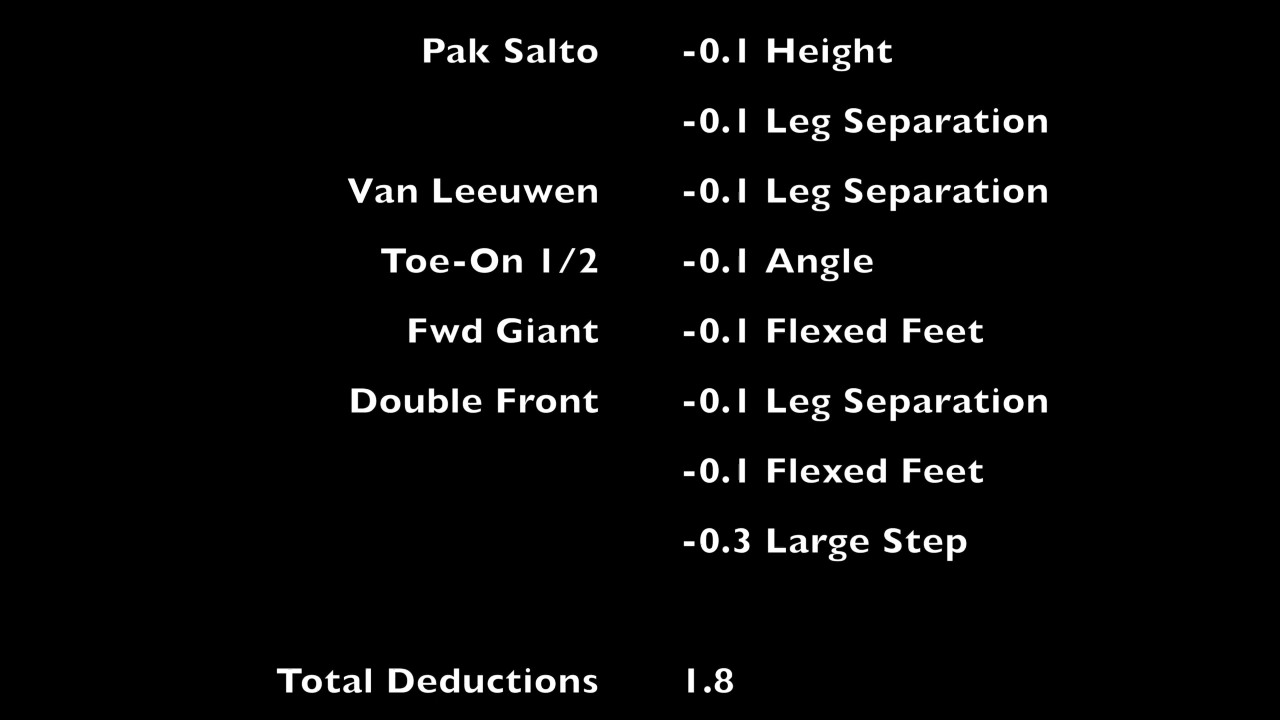 Pak Salto -0.1 Height
-0.1 Leg Separation
Van Leeuwen -0.1 Leg Separation
Toe-On 1/2 -0.1 Angle
Fwd Giant -0.1 Flexed Feet
Double Front -0.1 Leg Separation
-0.1 Flexed Feet
-0.3 Large Step
Total Deductions 1.8